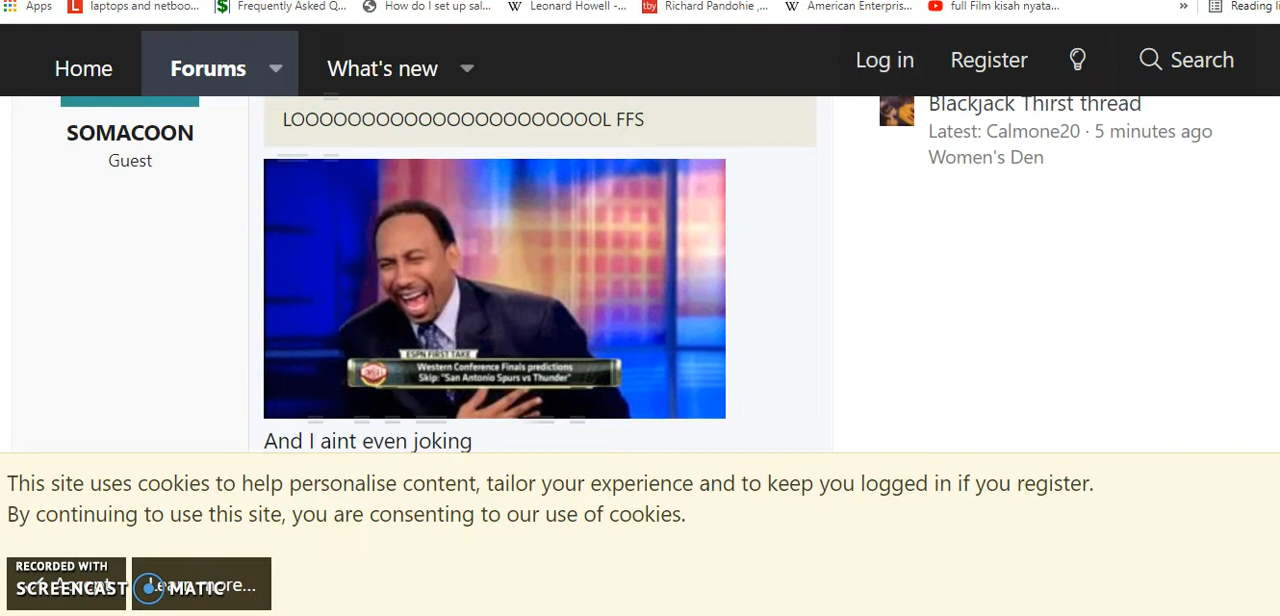 Apps laptops and netboo... Frequently Asked Q... How do I set up sal... Leonard Howell -... Richard Pandohie ,... American Enterpris... full Film kisah nyata... » Reading li
Home Forums What's new Log in Register Search
SOMACOON
Guest
LOOOOOOOOOOOOOOOOOOOOOOL FFS
ESPN FIRST TAKE
Western Conference Finals predictions
Skip: "San Antonio Spurs vs Thunder"
And I aint even joking
Blackjack Thirst thread
Latest: Calmone20 · 5 minutes ago
Women's Den
This site uses cookies to help personalise content, tailor your experience and to keep you logged in if you register.
By continuing to use this site, you are consenting to our use of cookies.
Accept Learn more...
RECORDED WITH
SCREENCAST MATIC